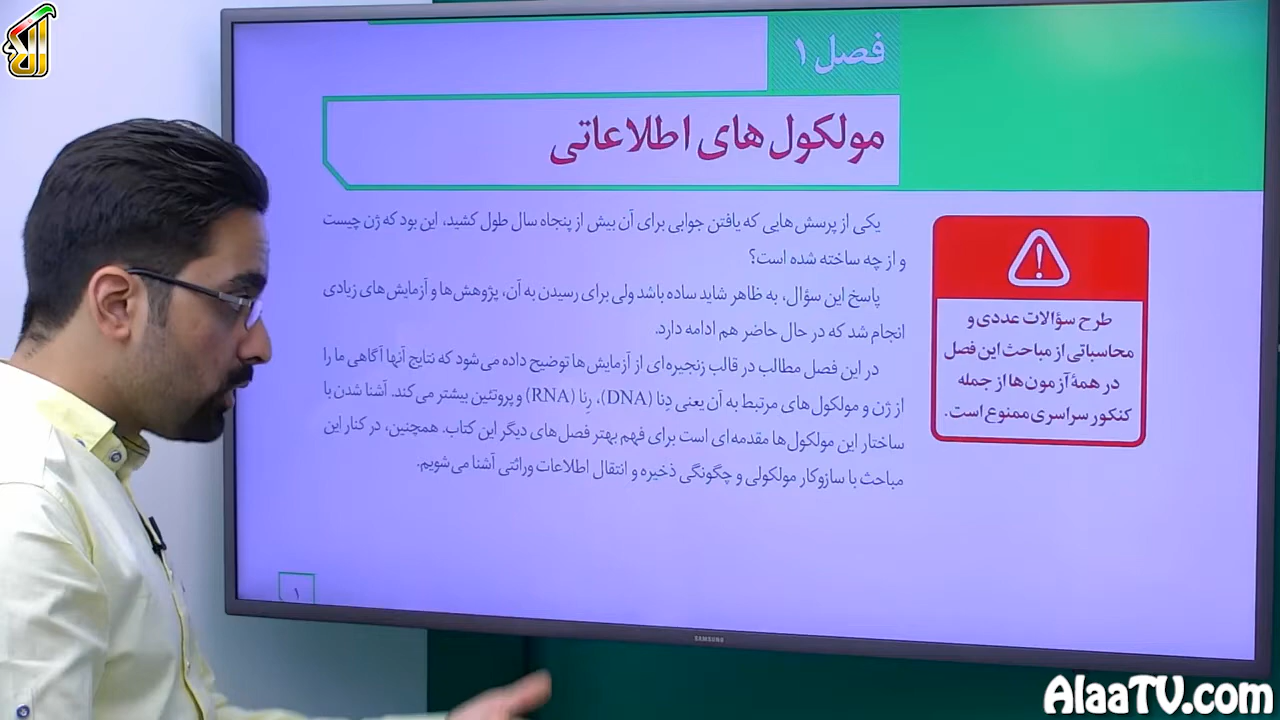 فصل ۱
مولکول های اطلاعاتی
یکی از پرسش هایی که یافتن جوابی برای آن بیش از پنجاه سال طول کشید، این بود که ژن چیست
و از چه ساخته شده است؟
پاسخ این سؤال، به ظاهر شاید ساده باشد ولی برای رسیدن به آن، پژوهش‌ها و آزمایش‌های زیادی
انجام شد که در حال حاضر هم ادامه دارد.
در این فصل مطالب در قالب زنجیره‌ای از آزمایش ها توضیح داده می‌شود که نتایج آنها آگاهی ما را
از ژن و مولکول های مرتبط به آن یعنی دِنا (DNA)، رِنا (RNA) و پروتئین بیشتر می کند. آشنا شدن با
ساختار این مولکول‌ها مقدمه‌ای است برای فهم بهتر فصل های دیگر این کتاب. همچنین، در کنار این
مباحث با سازوکار مولکولی و چگونگی ذخیره و انتقال اطلاعات وراثتی آشنا می‌شویم.
طرح سؤالات عددی و
محاسباتی از مباحث این فصل
در همهٔ آزمون ها از جمله
کنکور سراسری ممنوع است.
۱
SAMSUNG
AlaaTV.com